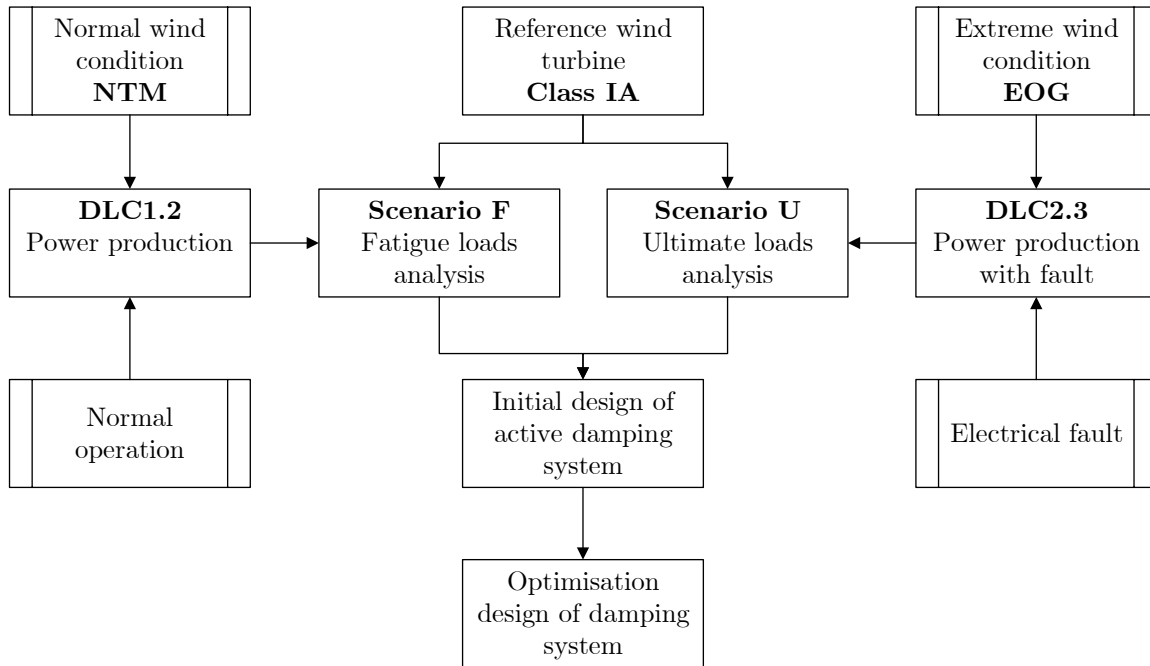 Normal wind
condition
NTM
Reference wind
turbine
Class IA
Extreme wind
condition
EOG
DLC1.2
Power production
Scenario F
Fatigue loads
analysis
Scenario U
Ultimate loads
analysis
DLC2.3
Power production
with fault
Normal
operation
Initial design of
active damping
system
Electrical fault
Optimisation
design of damping
system